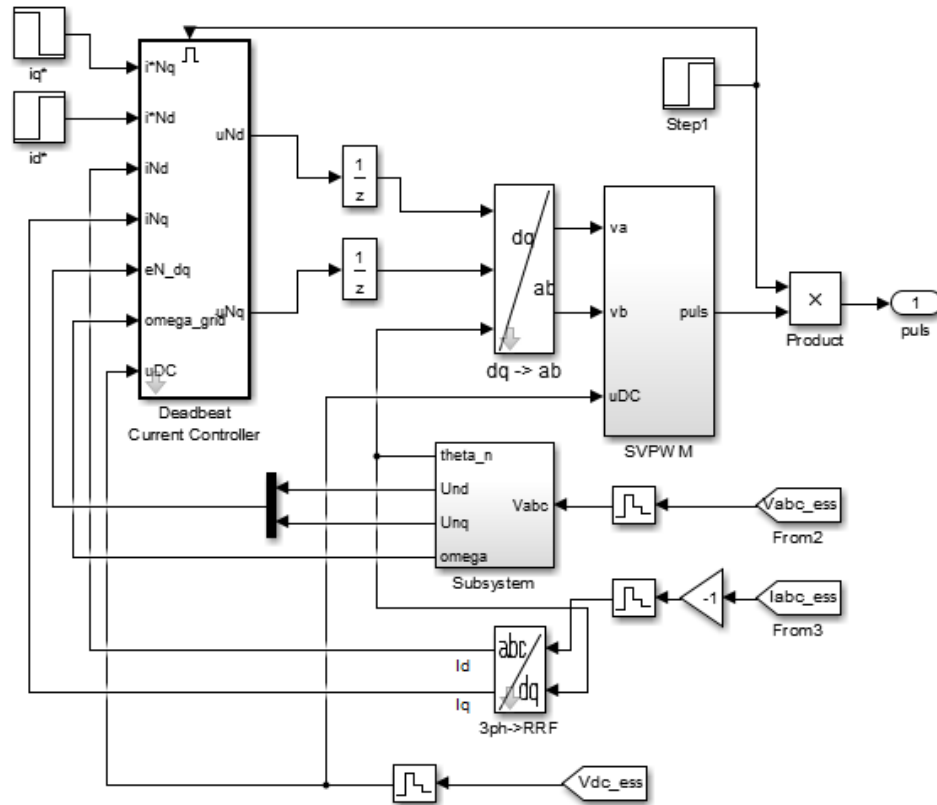 iq*
id*
i*Nq
i*Nd
iNd
iNq
eN_dq
omega_grid
uDC
uNd
uNq
Deadbeat
Current Controller
1
z
1
z
dq
ab
dq -> ab
Step1
va
vb
uDC
puls
SVPWM
×
Product
1
puls
theta_n
Und
Unq
omega
Vabc
Subsystem
Vabc_ess
From2
-1
Iabc_ess
From3
abc
dq
3ph->RRF
Id
Iq
Vdc_ess